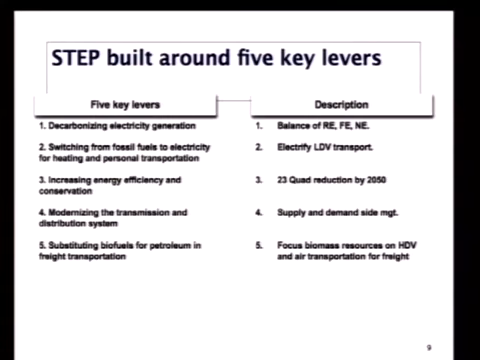 STEP built around five key levers
Five key levers
Description
1. Decarbonizing electricity generation
1. Balance of RE, FE, NE.
2. Switching from fossil fuels to electricity
for heating and personal transportation
2. Electrify LDV transport.
3. Increasing energy efficiency and
conservation
3. 23 Quad reduction by 2050
4. Modernizing the transmission and
distribution system
4. Supply and demand side mgt.
5. Substituting biofuels for petroleum in
freight transportation
5. Focus biomass resources on HDV
and air transportation for freight
9